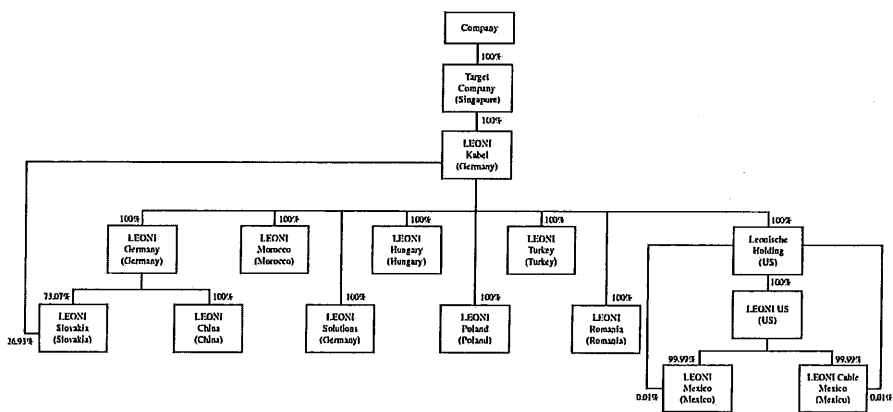 Company
100%
Target
Company
(Singapore)
100%
LEONI
Kabel
(Germany)
100%
LEONI
Germany
(Germany)
100%
LEONI
Morocco
(Morocco)
100%
LEONI
Hungary
(Hungary)
100%
LEONI
Turkey
(Turkey)
100%
Leonische
Holding
(US)
73.07%
LEONI
Slovakia
(Slovakia)
26.93%
100%
LEONI
China
(China)
100%
LEONI
Solutions
(Germany)
100%
LEONI
Poland
(Poland)
100%
LEONI
Romania
(Romania)
100%
LEONI US
(US)
99.99%
LEONI
Mexico
(Mexico)
0.01%
99.99%
LEONI Cable
Mexico
(Mexico)
0.01%